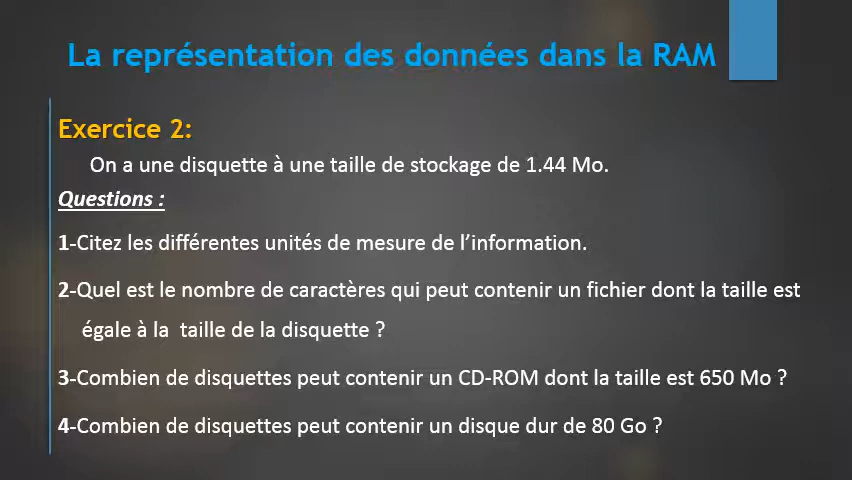 La représentation des données dans la RAM
Exercice 2:
On a une disquette à une taille de stockage de 1.44 Mo.
Questions :
1-Citez les différentes unités de mesure de l’information.
2-Quel est le nombre de caractères qui peut contenir un fichier dont la taille est
égale à la taille de la disquette ?
3-Combien de disquettes peut contenir un CD-ROM dont la taille est 650 Mo ?
4-Combien de disquettes peut contenir un disque dur de 80 Go ?